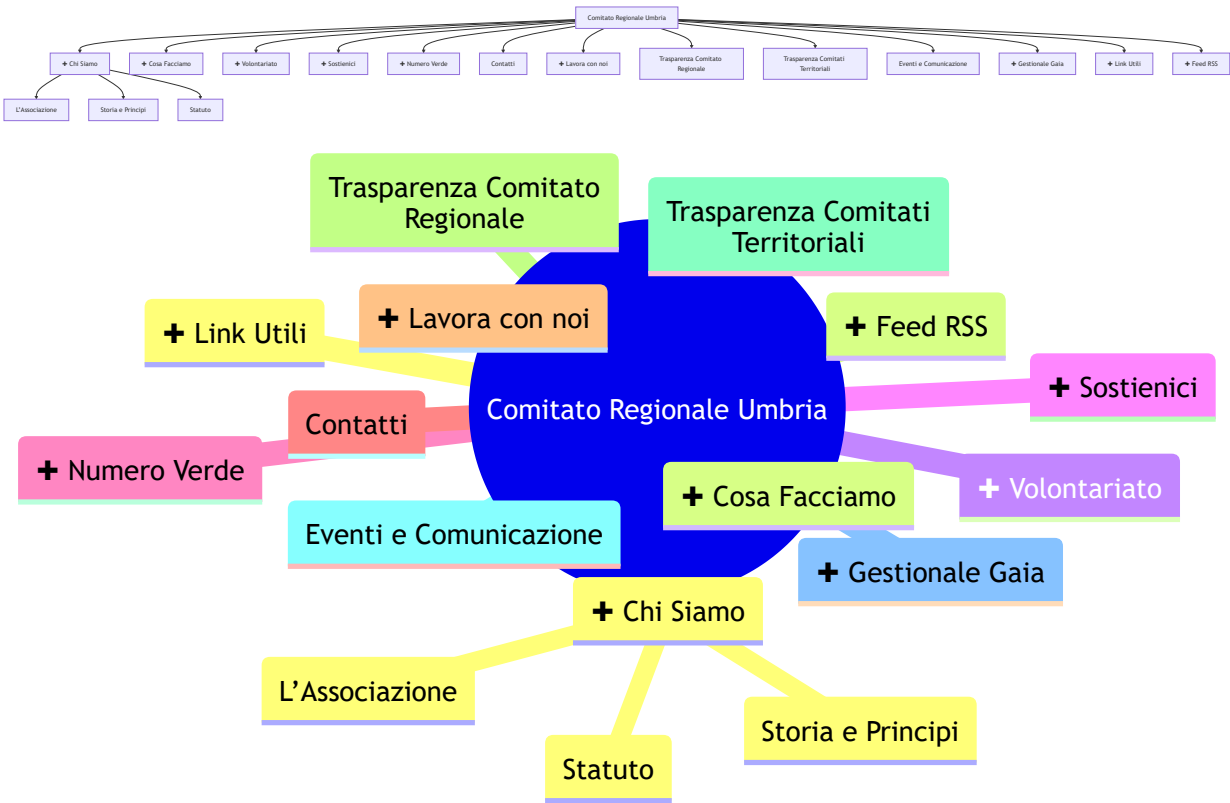 Comitato Regionale Umbria
✚ Chi Siamo
✚ Cosa Facciamo
✚ Volontariato
✚ Sostienici
✚ Numero Verde
Contatti
✚ Lavora con noi
Trasparenza Comitato
Regionale
Trasparenza Comitati
Territoriali
Eventi e Comunicazione
✚ Gestionale Gaia
✚ Link Utili
✚ Feed RSS
L’Associazione
Storia e Principi
Statuto
Trasparenza Comitato
Regionale
Trasparenza Comitati
Territoriali
✚ Link Utili
✚ Lavora con noi
✚ Feed RSS
✚ Sostienici
Contatti
Comitato Regionale Umbria
✚ Numero Verde
✚ Cosa Facciamo
✚ Volontariato
Eventi e Comunicazione
✚ Gestionale Gaia
✚ Chi Siamo
L’Associazione
Storia e Principi
Statuto